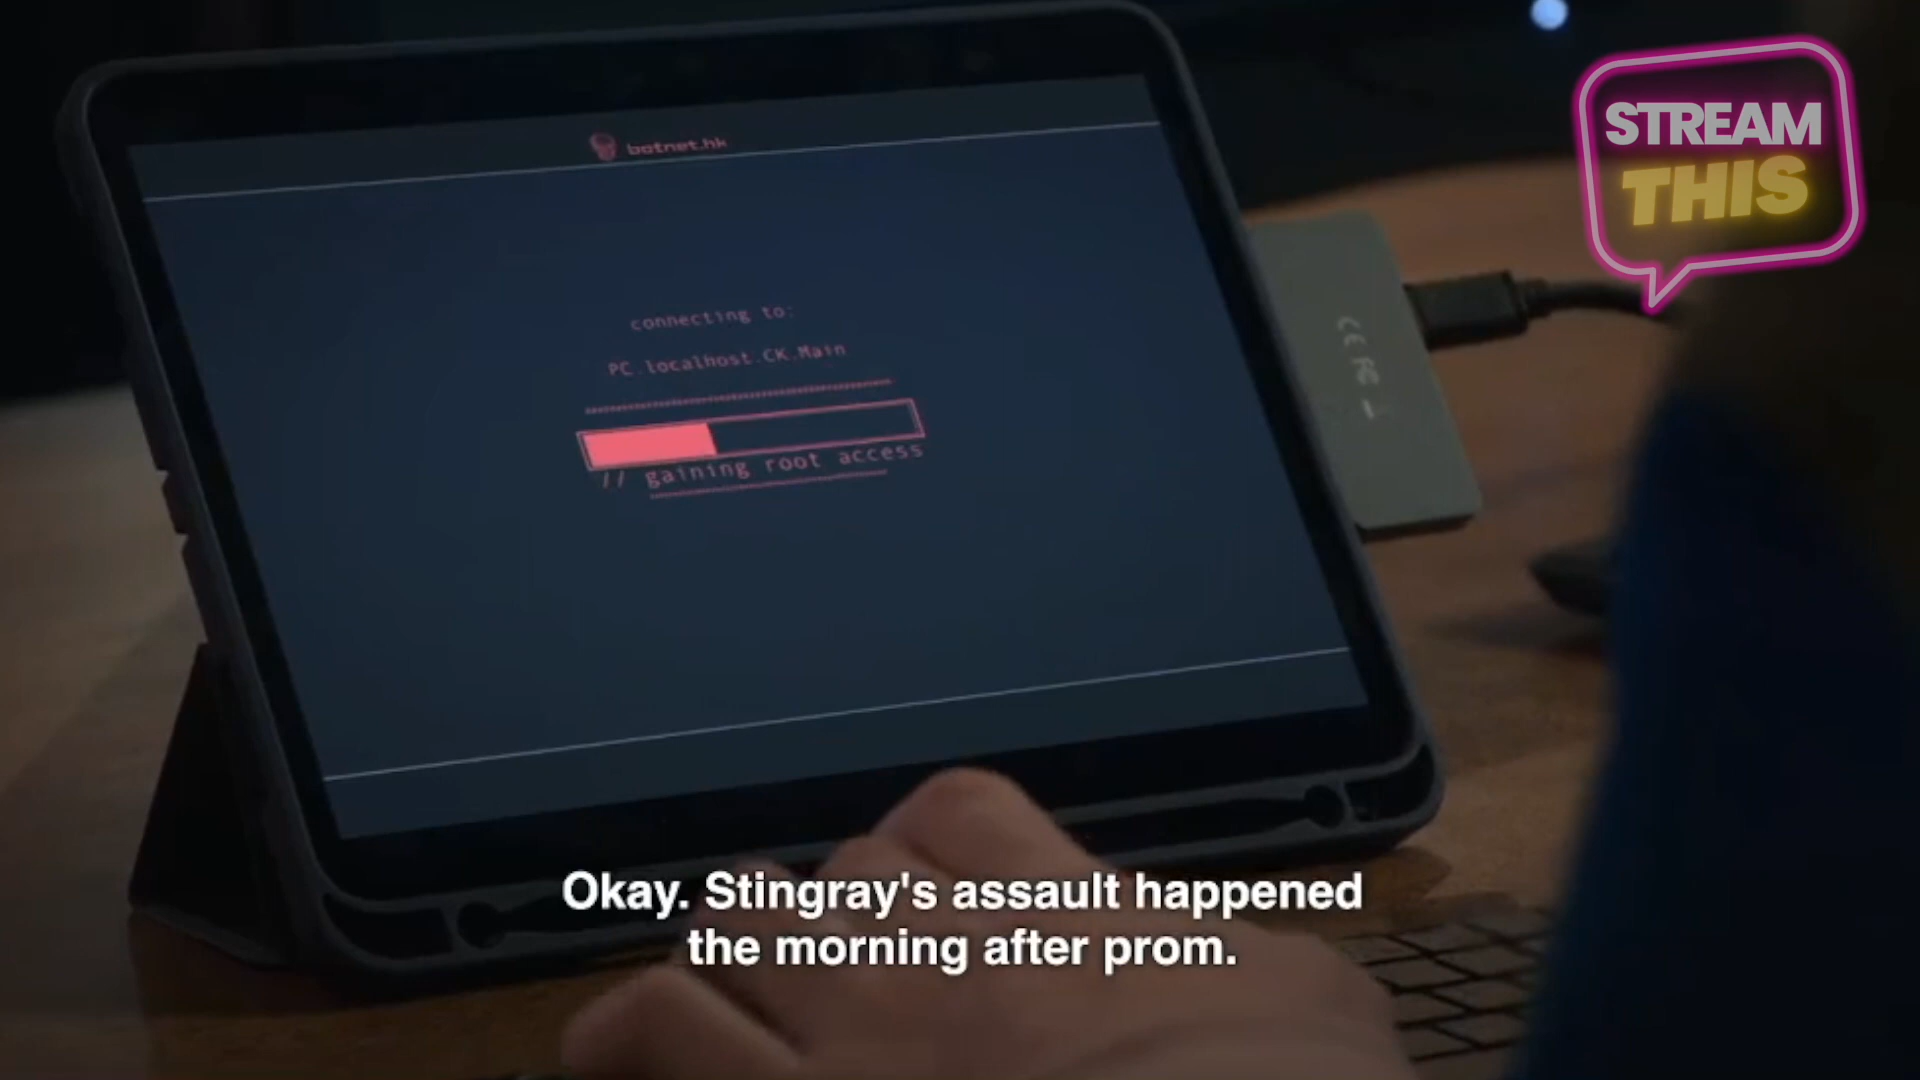 botnet.hk
STREAM
THIS
connecting to:
PC.localhost.CK.Main
// gaining root access
Okay. Stingray's assault happened
the morning after prom.